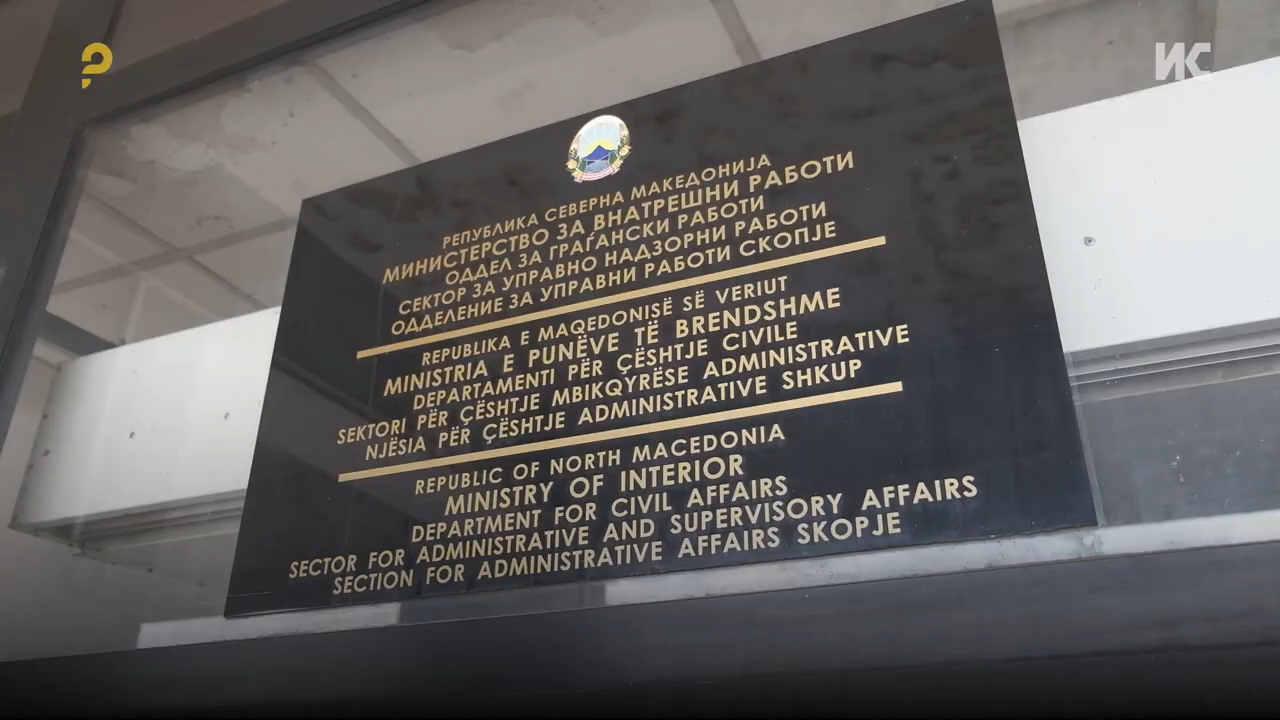 ИС
РЕПУБЛИКА СЕВЕРНА МАКЕДОНИЈА
МИНИСТЕРСТВО ЗА ВНАТРЕШНИ РАБОТИ
ОДДЕЛ ЗА ГРАЃАНСКИ РАБОТИ
СЕКТОР ЗА УПРАВНО НАДЗОРНИ РАБОТИ
ОДДЕЛЕНИЕ ЗА УПРАВНИ РАБОТИ СКОПЈЕ
REPUBLIKA E MAQEDONISË SË VERIUT
MINISTRIA E PUNËVE TË BRENDSHME
DEPARTAMENTI PËR ÇËSHTJE CIVILE
SEKTORI PËR ÇËSHTJE MBIKQYRËSE ADMINISTRATIVE
NJËSIA PËR ÇËSHTJE ADMINISTRATIVE SHKUP
REPUBLIC OF NORTH MACEDONIA
MINISTRY OF INTERIOR
DEPARTMENT FOR CIVIL AFFAIRS
SECTOR FOR ADMINISTRATIVE AND SUPERVISORY AFFAIRS
SECTION FOR ADMINISTRATIVE AFFAIRS SKOPJE